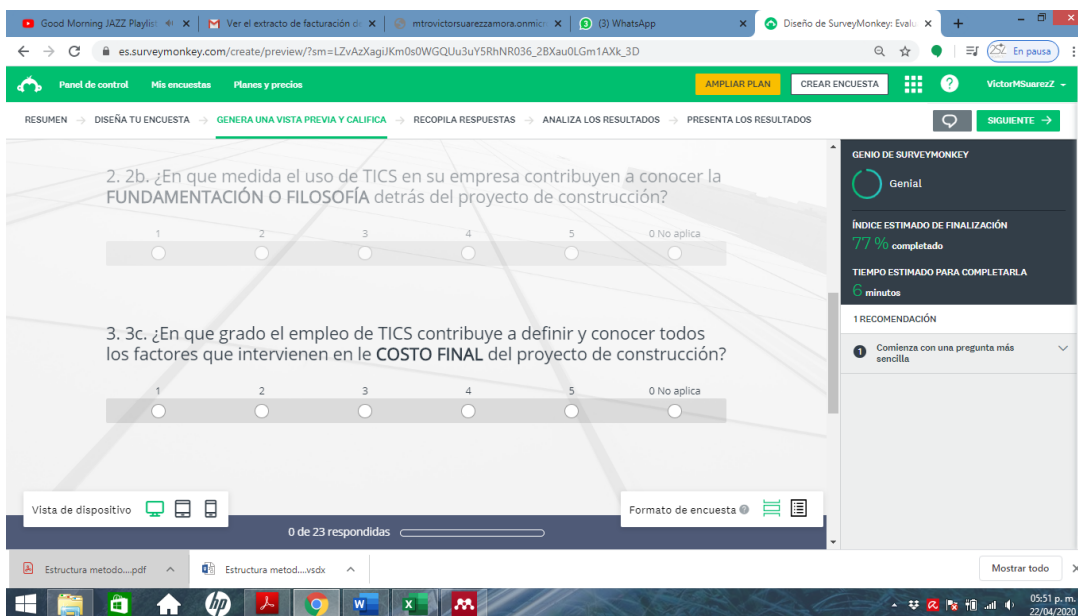 Good Morning JAZZ Playlist
Ver el extracto de facturación de
mtrovictorsuarezzamora.onmicr
(3) WhatsApp
Diseño de SurveyMonkey: Evalu
es.surveymonkey.com/create/preview/?sm=LZvAzXagiJKm0s0WGQUu3uY5RhNR036_2BXau0LGm1AXk_3D
En pausa
Panel de control Mis encuestas Planes y precios
AMPLIAR PLAN CREAR ENCUESTA ? VictorMSuarezZ
RESUMEN → DISEÑA TU ENCUESTA → GENERA UNA VISTA PREVIA Y CALIFICA → RECOPILA RESPUESTAS → ANALIZA LOS RESULTADOS → PRESENTA LOS RESULTADOS
SIGUIENTE →
2. 2b. ¿En que medida el uso de TICS en su empresa contribuyen a conocer la
FUNDAMENTACIÓN O FILOSOFÍA detrás del proyecto de construcción?
1 2 3 4 5 0 No aplica
3. 3c. ¿En que grado el empleo de TICS contribuye a definir y conocer todos
los factores que intervienen en le COSTO FINAL del proyecto de construcción?
1 2 3 4 5 0 No aplica
Vista de dispositivo
Formato de encuesta
0 de 23 respondidas
GENIO DE SURVEYMONKEY
Genial
ÍNDICE ESTIMADO DE FINALIZACIÓN
77 % completado
TIEMPO ESTIMADO PARA COMPLETARLA
6 minutos
1 RECOMENDACIÓN
1 Comienza con una pregunta más
sencilla
Estructura metodo....pdf
Estructura metod....vsdx
Mostrar todo
05:51 p. m.
22/04/2020